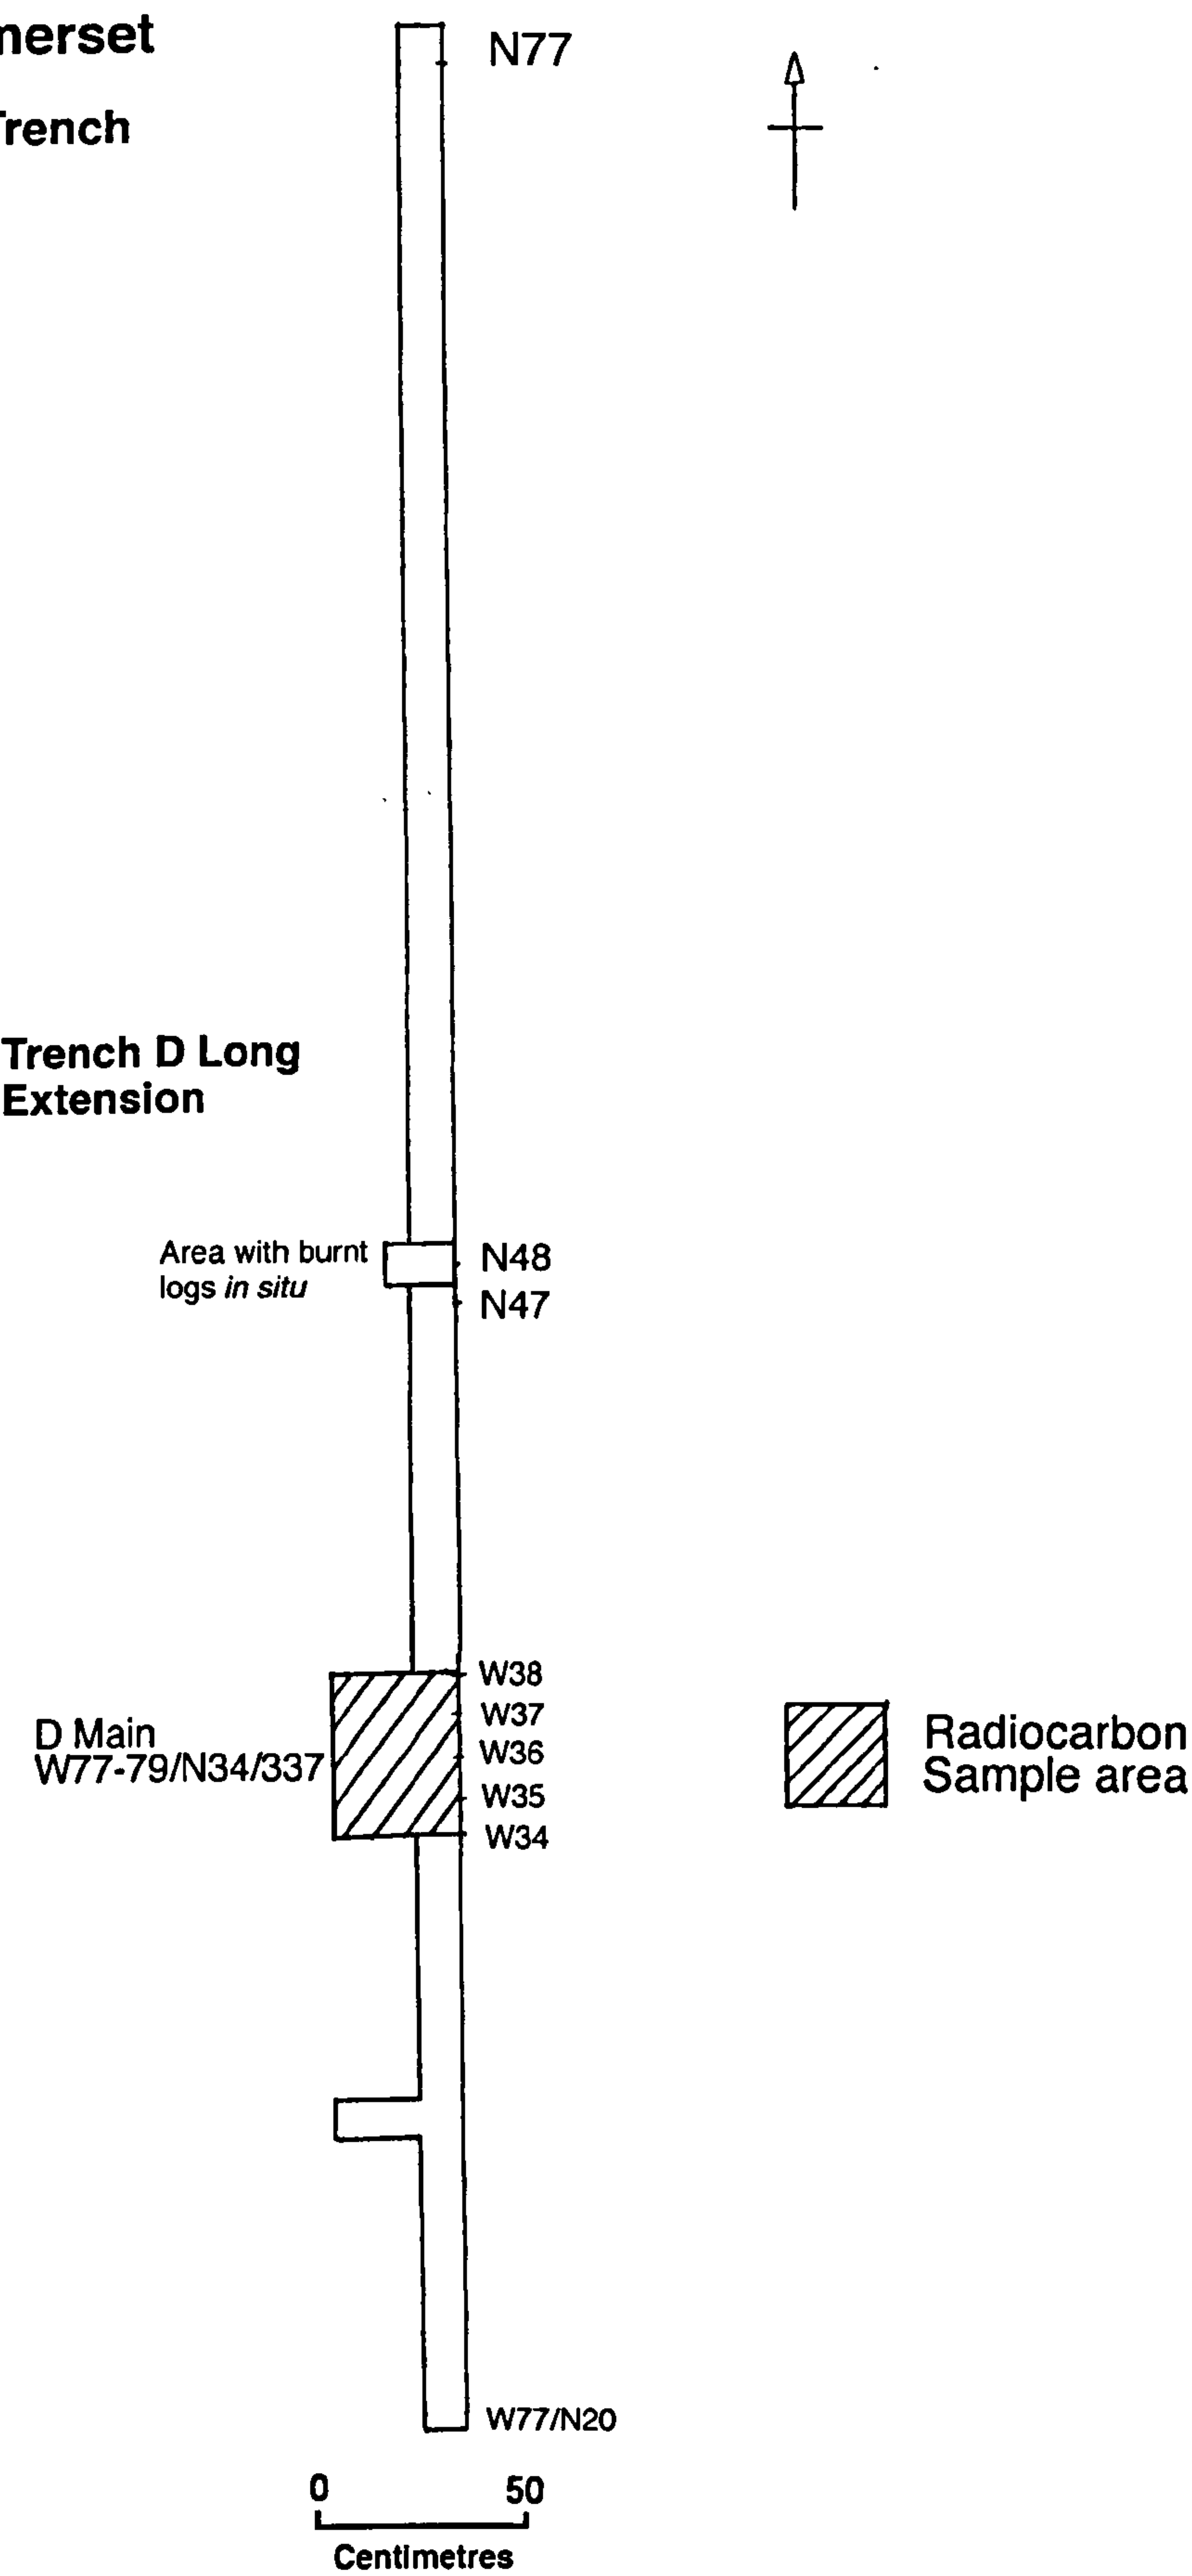 merset
Trench
N77
Trench D Long
Extension
Area with burnt
logs in situ
N48
N47
W38
W37
W36
W35
W34
D Main
W77-79/N34/337
Radiocarbon
Sample area
W77/N20
0 50
Centimetres